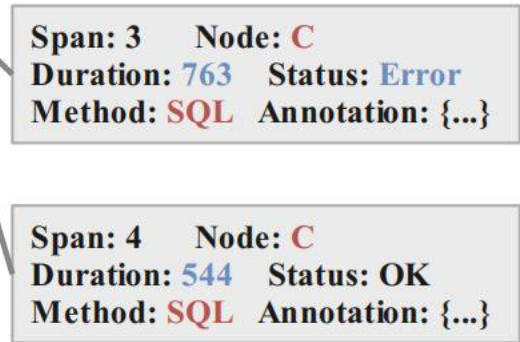 Span: 3 Node: C
Duration: 763 Status: Error
Method: SQL Annotation: {...}
Span: 4 Node: C
Duration: 544 Status: OK
Method: SQL Annotation: {...}